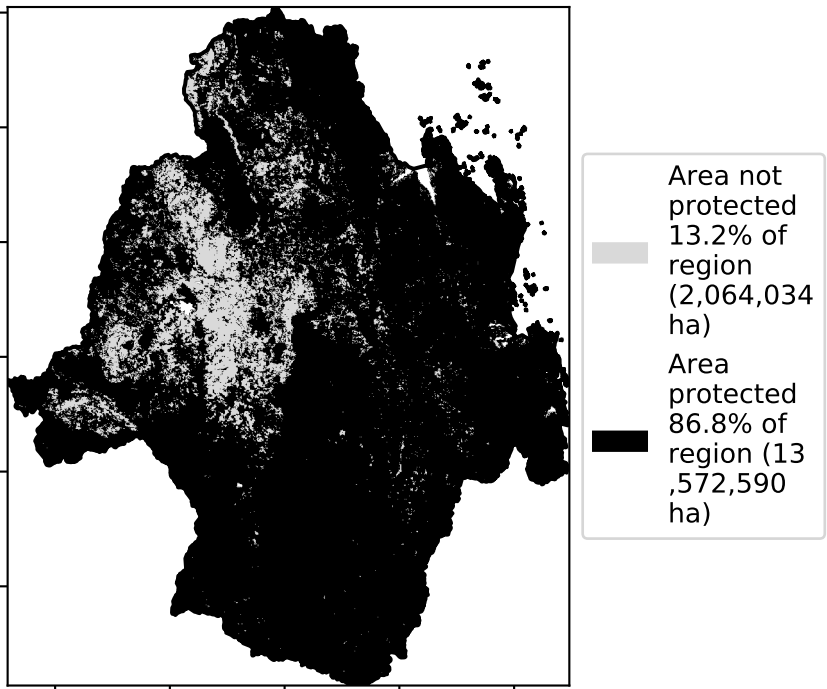 Area not
protected
13.2% of
region
(2,064,034
ha)
Area
protected
86.8% of
region (13
,572,590
ha)